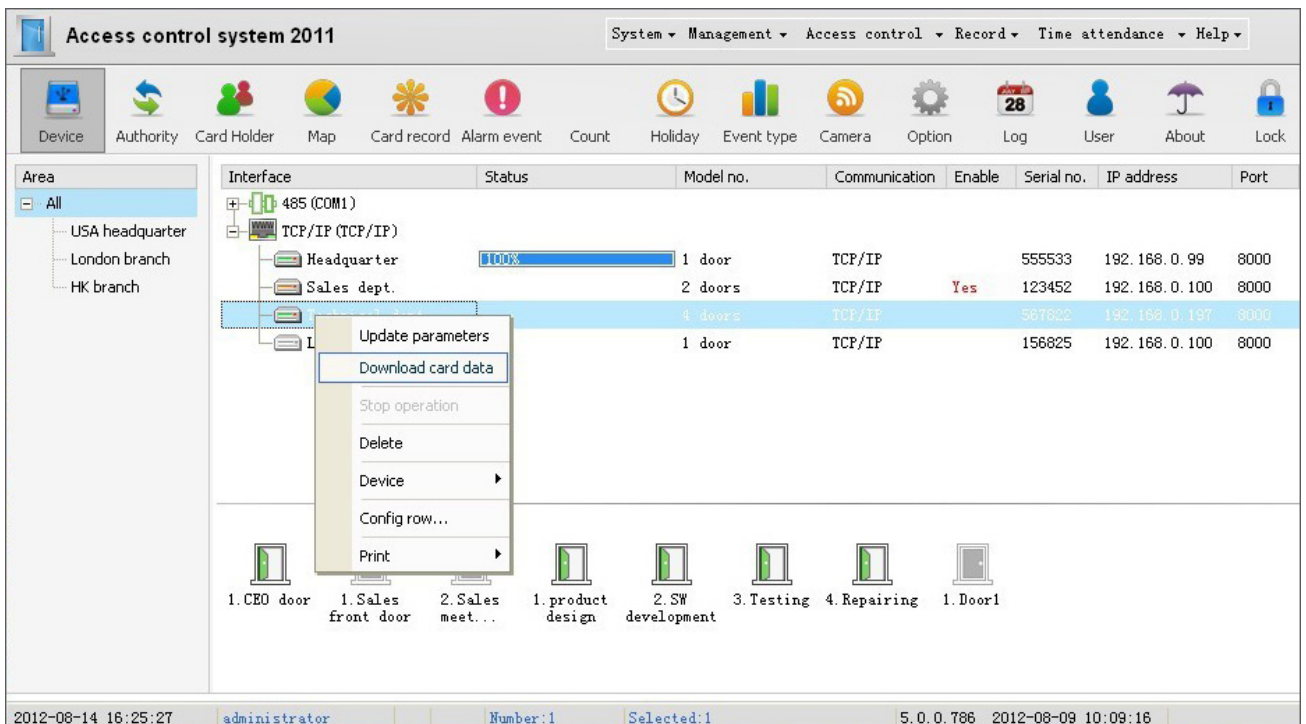 Access control system 2011
System Management Access control Record Time attendance Help
28
Device Authority Card Holder Map Card record Alarm event Count Holiday Event type Camera Option Log User About Lock
Area Interface Status Model no. Communication Enable Serial no. IP address Port
All 485 (COM1)
USA headquarter TCP/IP (TCP/IP)
London branch Headquarter 100% 1 door TCP/IP 555533 192.168.0.99 8000
HK branch Sales dept. 2 doors TCP/IP Yes 123452 192.168.0.100 8000
4 doors TCP/IP 567822 192.168.0.197 8000
1 door TCP/IP 156825 192.168.0.100 8000
Update parameters
Download card data
Stop operation
Delete
Device
Config row...
Print
1.CEO door 1.Sales front door 2.Sales meet... 1.product design 2.SW development 3.Testing 4.Repairing 1.Door1
2012-08-14 16:25:27 administrator Number:1 Selected:1 5.0.0.786 2012-08-09 10:09:16